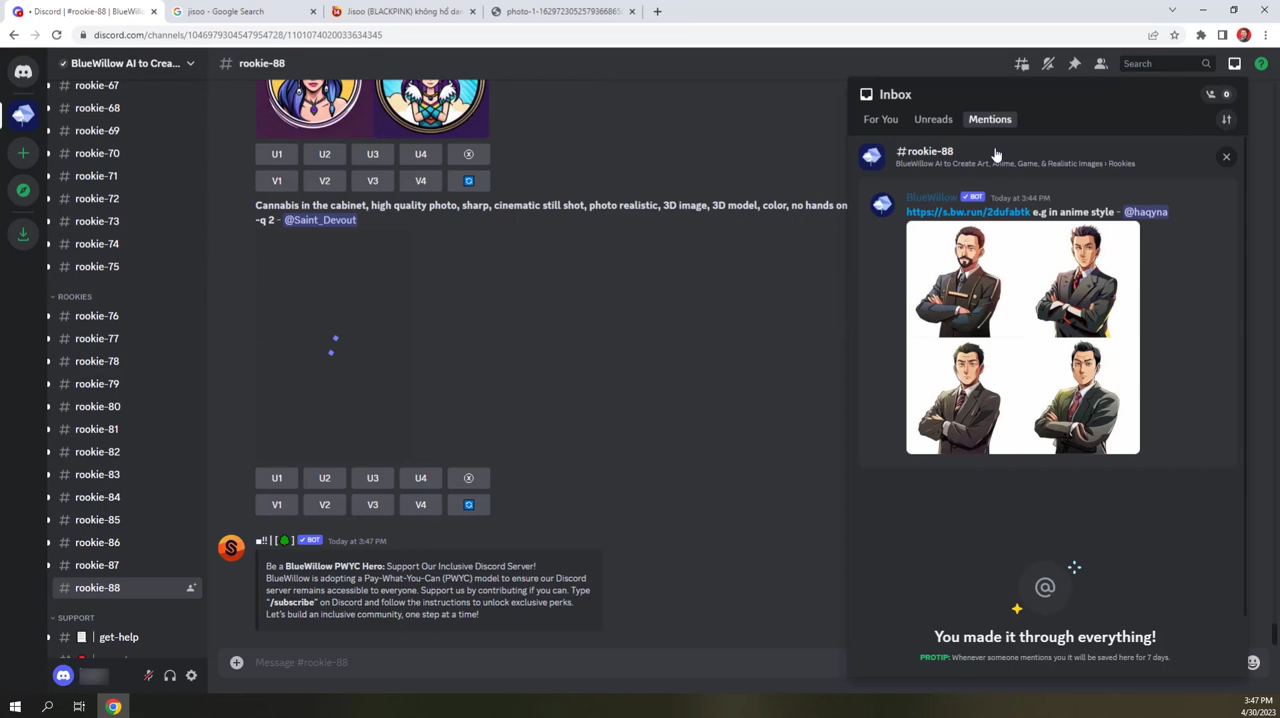 Discord | #rookie-88 | BlueWillo
jisoo - Google Search
Jisoo (BLACKPINK) không hổ dan
photo-1-1629723052579366865
discord.com/channels/1046979304547954728/1101074020033634345
BlueWillow AI to Crea...
rookie-88
Search
rookie-67
rookie-68
rookie-69
rookie-70
rookie-71
rookie-72
rookie-73
rookie-74
rookie-75
ROOKIES
rookie-76
rookie-77
rookie-78
rookie-79
rookie-80
rookie-81
rookie-82
rookie-83
rookie-84
rookie-85
rookie-86
rookie-87
rookie-88
SUPPORT
| get-help
U1 U2 U3 U4
V1 V2 V3 V4
Cannabis in the cabinet, high quality photo, sharp, cinematic still shot, photo realistic, 3D image, 3D model, color, no hands on
-q 2 - @Saint_Devout
U1 U2 U3 U4
V1 V2 V3 V4
BOT Today at 3:47 PM
Be a BlueWillow PWYC Hero: Support Our Inclusive Discord Server!
BlueWillow is adopting a Pay-What-You-Can (PWYC) model to ensure our Discord
server remains accessible to everyone. Support us by contributing if you can. Type
"/subscribe" on Discord and follow the instructions to unlock exclusive perks.
Let's build an inclusive community, one step at a time!
Message #rookie-88
Inbox
0
For You Unreads Mentions
#rookie-88
BlueWillow AI to Create Art, Anime, Game, & Realistic Images › Rookies
BlueWillow BOT Today at 3:44 PM
https://s.bw.run/2dufabtk e.g in anime style - @haqyna
You made it through everything!
PROTIP: Whenever someone mentions you it will be saved here for 7 days.
3:47 PM
4/30/2023